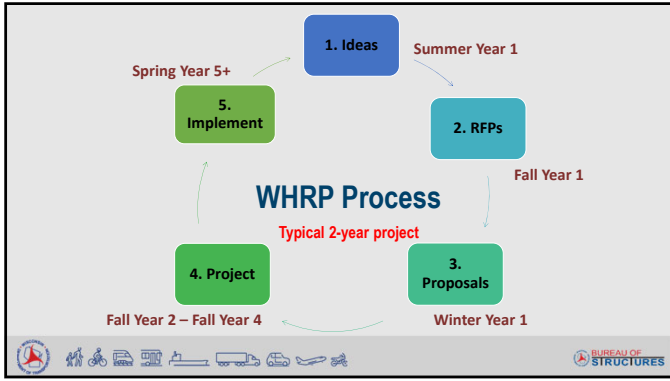 1. Ideas
Summer Year 1
Spring Year 5+
5.
Implement
2. RFPs
Fall Year 1
WHRP Process
Typical 2-year project
4. Project
3.
Proposals
Fall Year 2 – Fall Year 4
Winter Year 1
BUREAU OF
STRUCTURES